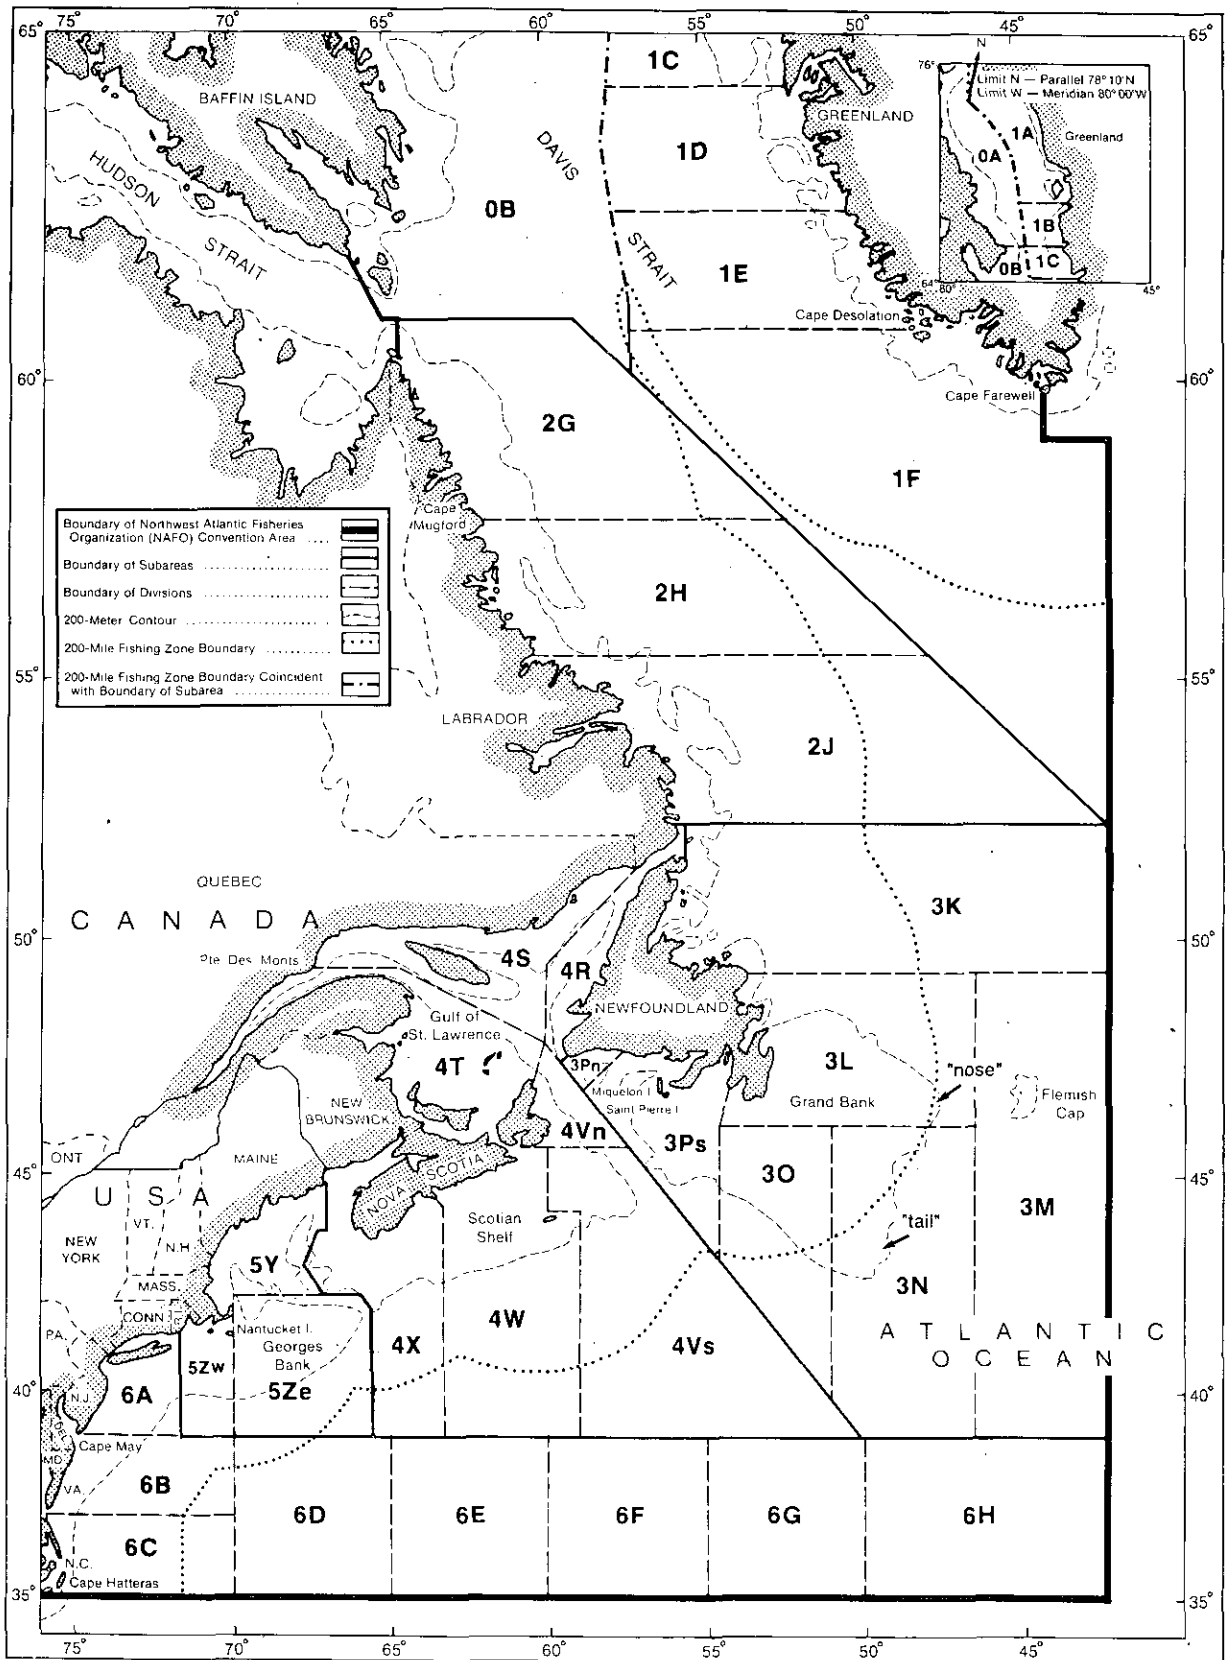 75° 70° 65° 60° 55° 50° 45°
65° 65°
1C
N
76°
Limit N — Parallel 78°10'N
Limit W — Meridian 80°00'W
BAFFIN ISLAND
GREENLAND
1A
Greenland
0A
DAVIS
1D
HUDSON
0B
1B
STRAIT
STRAIT
1E
0B
1C
64°
80°
45°
Cape Desolation
60° 60°
Cape Farewell
2G
1F
Cape
Mugford
Boundary of Northwest Atlantic Fisheries
Organization (NAFO) Convention Area
Boundary of Subareas
Boundary of Divisions
200-Meter Contour
200-Mile Fishing Zone Boundary
200-Mile Fishing Zone Boundary Coincident
with Boundary of Subarea
2H
55° 55°
LABRADOR
2J
QUEBEC
3K
CANADA
50° 50°
Pte. Des Monts
4S
4R
NEWFOUNDLAND
Gulf of
St. Lawrence
4T
3Pn
3L
"nose"
Miquelon I.
Saint Pierre I.
Grand Bank
Flemish
Cap
NEW
BRUNSWICK
4Vn
3Ps
ONT
MAINE
3O
45° 45°
USA
NOVA SCOTIA
3M
VT.
Scotian
Shelf
"tail"
NEW
YORK
N.H.
5Y
3N
MASS.
CONN
R.I.
4W
ATLANTIC
OCEAN
PA.
Nantucket I.
Georges
Bank
4X
4Vs
5Zw
5Ze
40° 40°
N.J.
6A
DEL.
Cape May
MD.
VA.
6B
6D
6E
6F
6G
6H
6C
N.C.
Cape Hatteras
35° 35°
75° 70° 65° 60° 55° 50° 45°